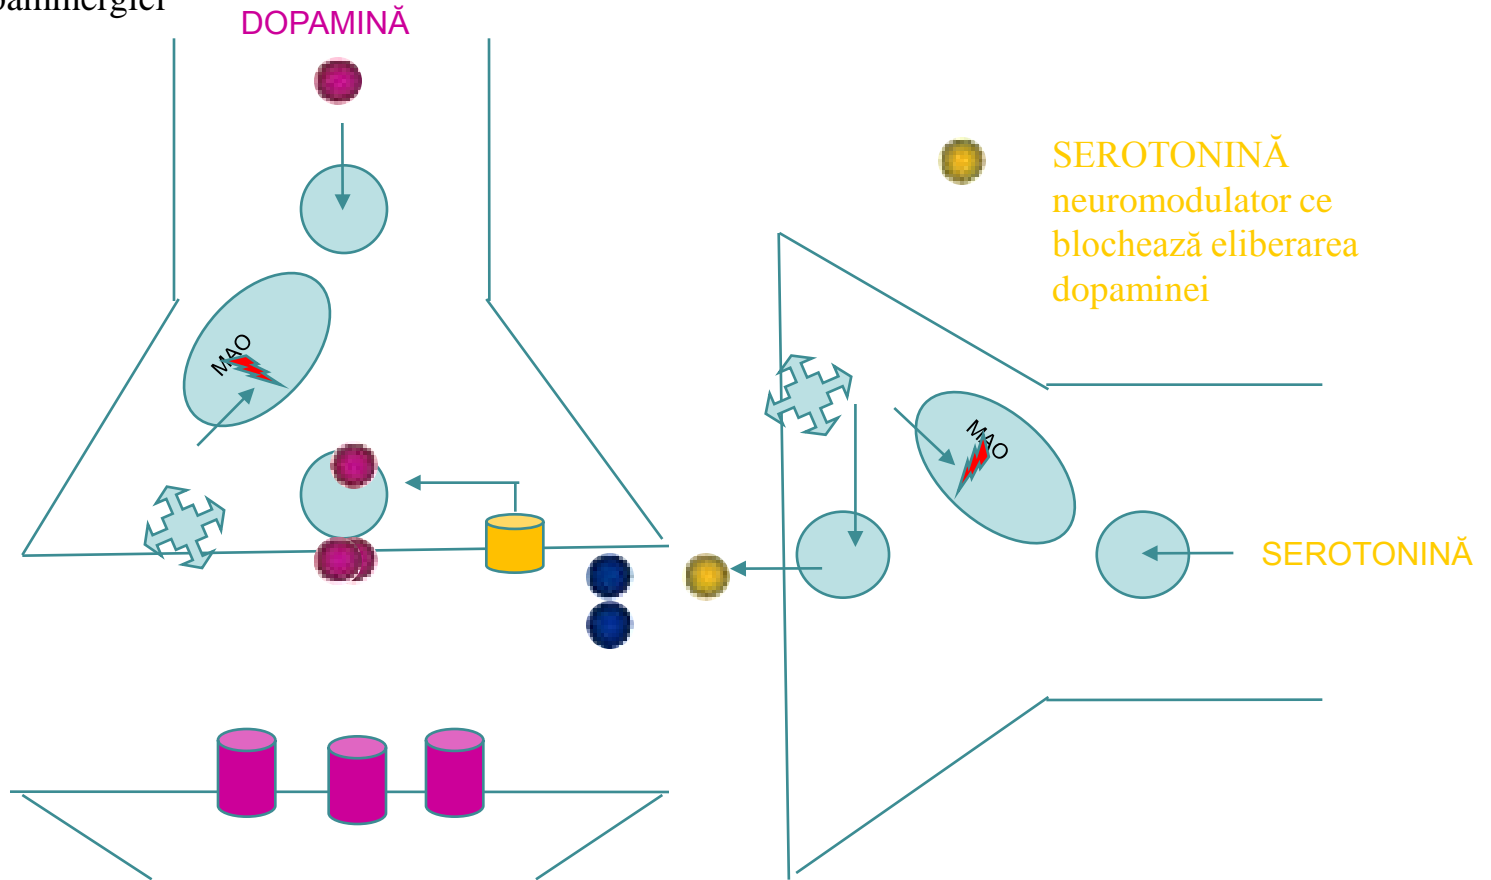 DOPAMINĂ
SEROTONINĂ
neuromodulator ce
blochează eliberarea
dopaminei
MAO
MAO
SEROTONINĂ